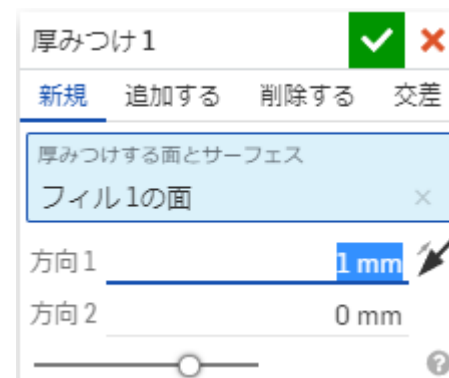 厚みつけ 1
新規 追加する 削除する 交差
厚みつけする面とサーフェス
フィル 1の面
方向 1 1 mm
方向 2 0 mm